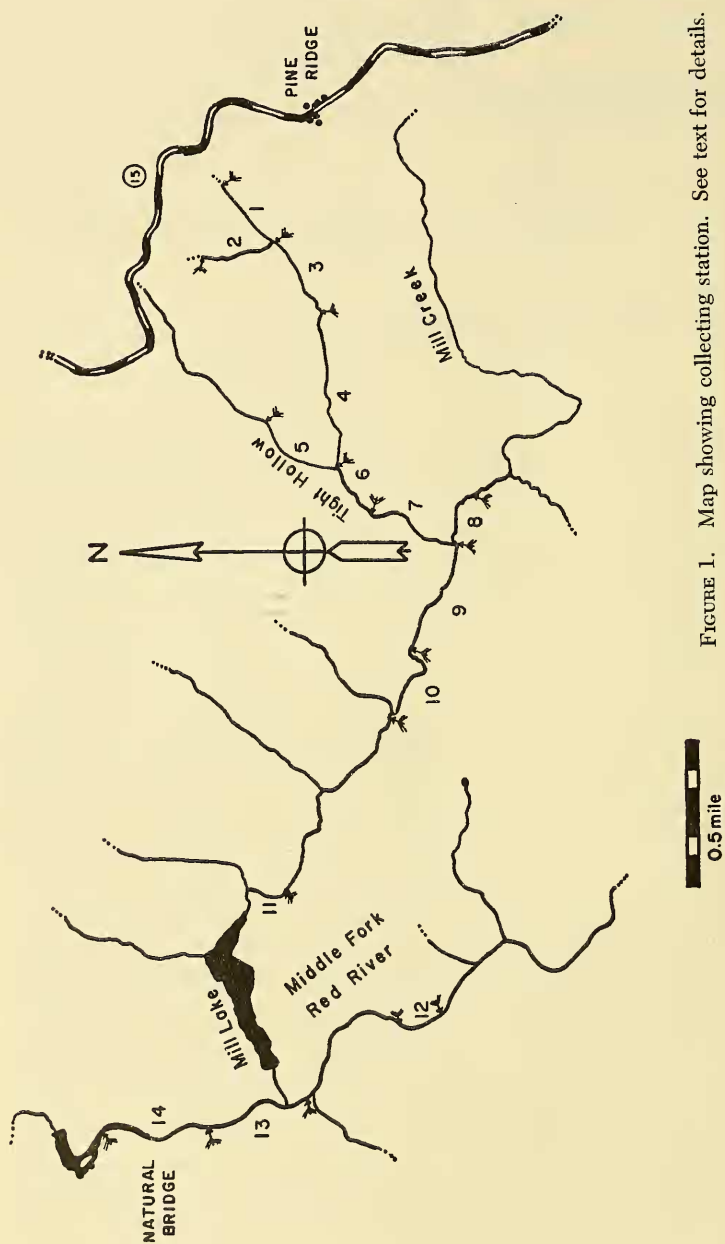 NATURAL
BRIDGE
14
13
Mill Lake
Middle Fork
Red River
12
11
10
9
8
7
6
5
4
3
2
1
Tight Hollow
Mill Creek
N
15
PINE
RIDGE
0.5 mile
FIGURE 1. Map showing collecting station. See text for details.